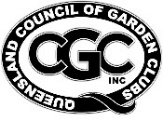 QUEENSLAND COUNCIL OF GARDEN CLUBS
CGC
INC